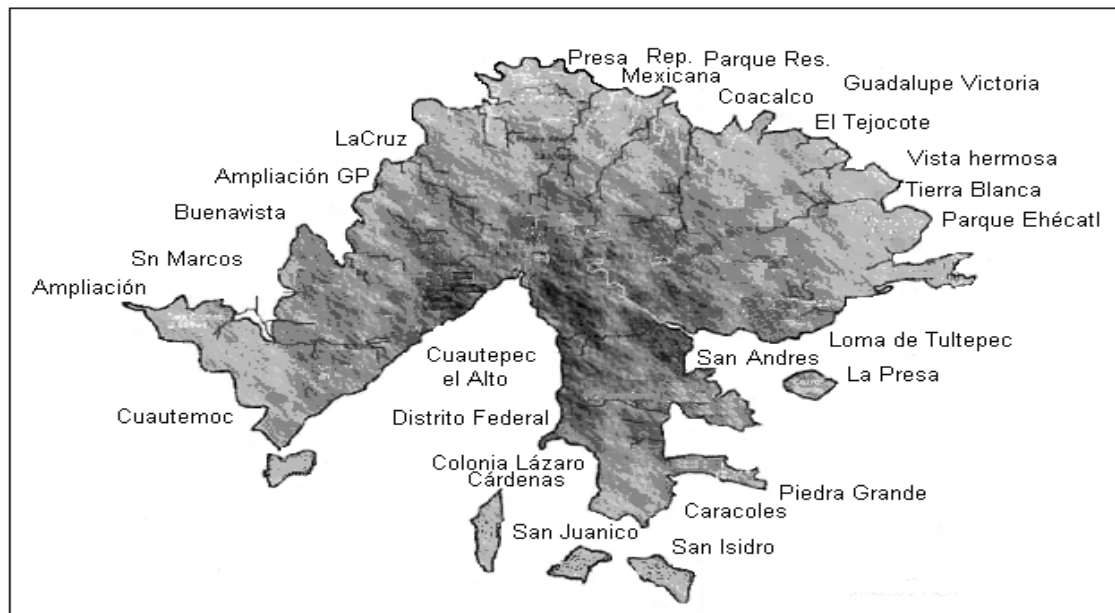 Presa
Rep.
Mexicana
Parque Res.
Coacalco
Guadalupe Victoria
El Tejocote
LaCruz
Vista hermosa
Ampliación GP
Tierra Blanca
Buenavista
Parque Ehécatl
Sn Marcos
Ampliación
Loma de Tultepec
Cuautepec
el Alto
San Andres
La Presa
Cuautemoc
Distrito Federal
Colonia Lázaro
Cárdenas
Piedra Grande
Caracoles
San Juanico
San Isidro